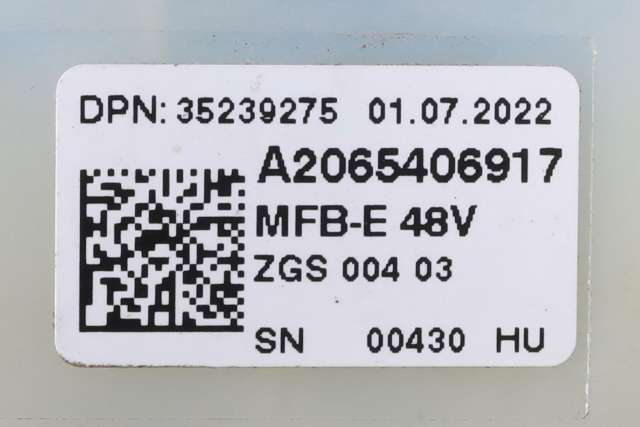 DPN: 35239275 01.07.2022
A2065406917
MFB-E 48V
ZGS 004 03
SN 00430 HU